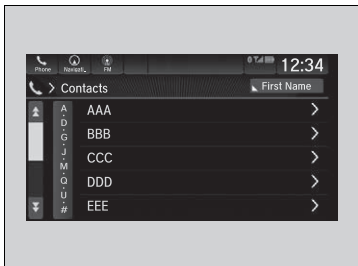 Phone Navigati.. FM 12:34
> Contacts First Name
A
·
D
·
G
·
J
·
M
·
Q
·
U
·
#
AAA >
BBB >
CCC >
DDD >
EEE >